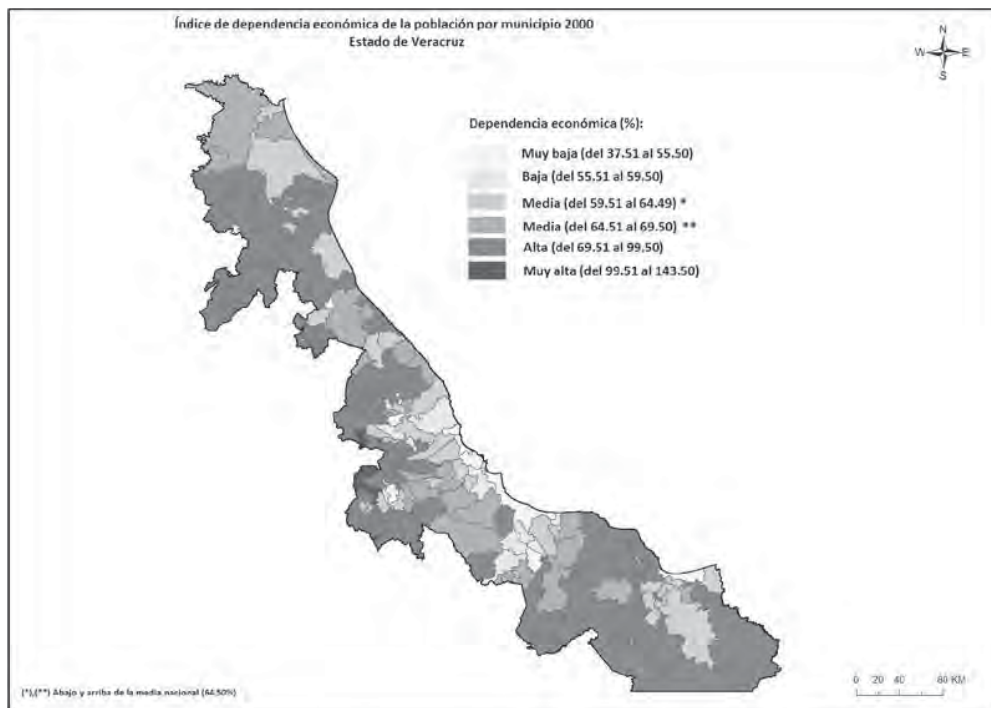 Índice de dependencia económica de la población por municipio 2000
Estado de Veracruz
N
W E
S
Dependencia económica (%):
Muy baja (del 37.51 al 55.50)
Baja (del 55.51 al 59.50)
Media (del 59.51 al 64.49) *
Media (del 64.51 al 69.50) **
Alta (del 69.51 al 99.50)
Muy alta (del 99.51 al 143.50)
(*),(**) Abajo y arriba de la media nacional (64.50%)
0 20 40 80 KM